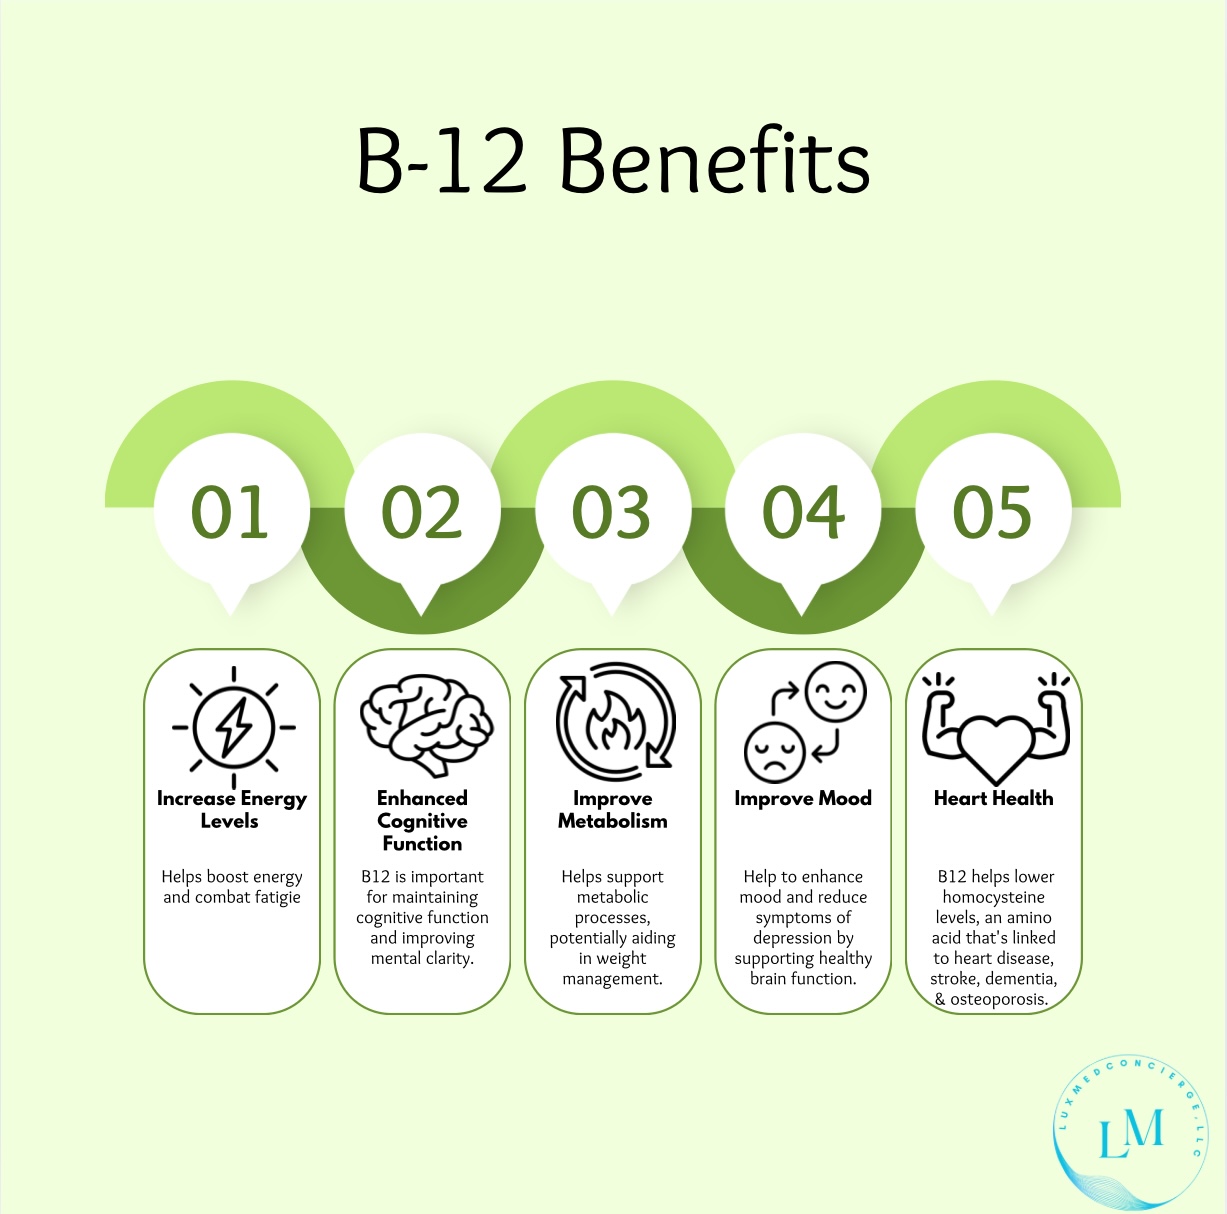 B-12 Benefits
01
02
03
04
05
Increase Energy
Levels
Helps boost energy
and combat fatigie
Enhanced
Cognitive
Function
B12 is important
for maintaining
cognitive function
and improving
mental clarity.
Improve
Metabolism
Helps support
metabolic
processes,
potentially aiding
in weight
management.
Improve Mood
Help to enhance
mood and reduce
symptoms of
depression by
supporting healthy
brain function.
Heart Health
B12 helps lower
homocysteine
levels, an amino
acid that's linked
to heart disease,
stroke, dementia,
& osteoporosis.
LUXMEDCONCIERGE,LLC
LM